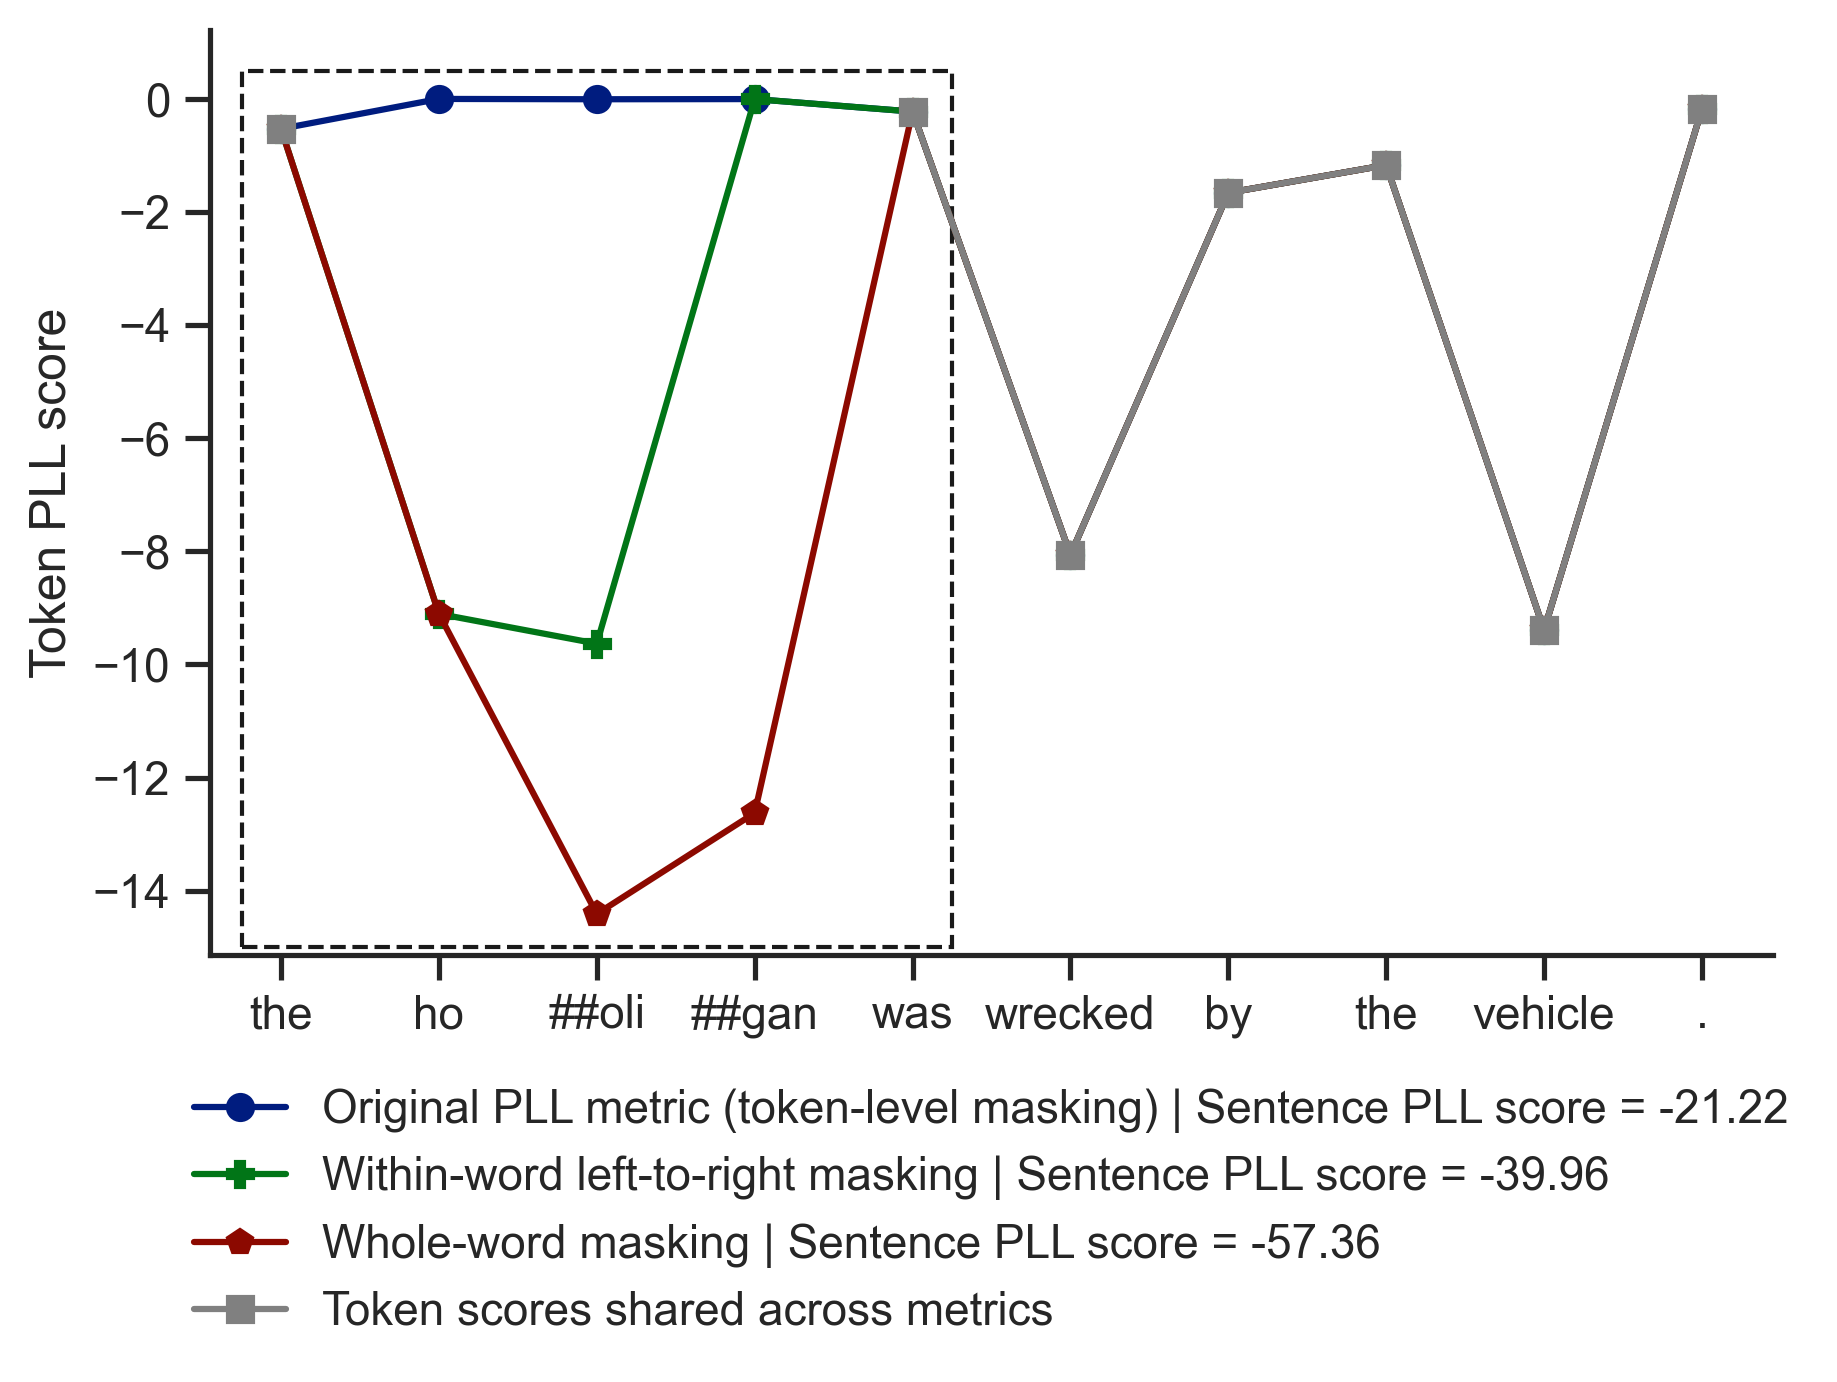 Token PLL score
0
−2
−4
−6
−8
−10
−12
−14
the ho ##oli ##gan was wrecked by the vehicle .
Original PLL metric (token-level masking) | Sentence PLL score = -21.22
Within-word left-to-right masking | Sentence PLL score = -39.96
Whole-word masking | Sentence PLL score = -57.36
Token scores shared across metrics